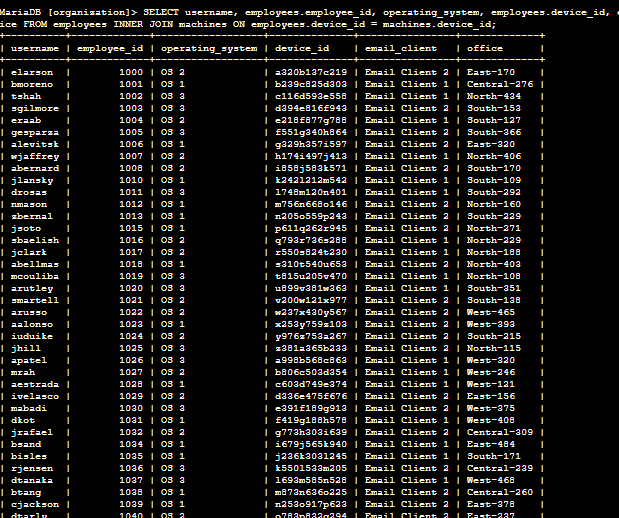 MariaDB [organization]> SELECT username, employees.employee_id, operating_system, employees.device_id,
ice FROM employees INNER JOIN machines ON employees.device_id = machines.device_id;
+-----------+-------------+------------------+--------------+----------------+-------------+
| username | employee_id | operating_system | device_id | email_client | office |
+-----------+-------------+------------------+--------------+----------------+-------------+
| elarson | 1000 | OS 2 | a320b137c219 | Email Client 2 | East-170 |
| bmoreno | 1001 | OS 1 | b239c825d303 | Email Client 1 | Central-276 |
| tshah | 1002 | OS 3 | c116d593e558 | Email Client 1 | North-434 |
| sgilmore | 1003 | OS 3 | d394e816f943 | Email Client 2 | South-153 |
| eraab | 1004 | OS 2 | e218f877g788 | Email Client 1 | South-127 |
| gesparza | 1005 | OS 3 | f551g340h864 | Email Client 2 | South-366 |
| alevitsk | 1006 | OS 1 | g329h357i597 | Email Client 2 | East-320 |
| wjaffrey | 1007 | OS 2 | h174i497j413 | Email Client 1 | North-406 |
| abernard | 1008 | OS 2 | i858j583k571 | Email Client 2 | South-170 |
| jlansky | 1010 | OS 1 | k242l212m542 | Email Client 1 | South-109 |
| drosas | 1011 | OS 3 | l748m120n401 | Email Client 1 | South-292 |
| nmason | 1012 | OS 1 | m756n668o146 | Email Client 2 | North-160 |
| zbernal | 1013 | OS 1 | n205o559p243 | Email Client 2 | South-229 |
| jsoto | 1015 | OS 1 | p611q262r945 | Email Client 2 | North-271 |
| sbaelish | 1016 | OS 2 | q793r736s288 | Email Client 1 | North-229 |
| jclark | 1017 | OS 2 | r550s824t230 | Email Client 1 | North-188 |
| abellmas | 1018 | OS 1 | s310t540u653 | Email Client 2 | North-403 |
| mcouliba | 1019 | OS 3 | t815u205v470 | Email Client 1 | North-108 |
| arutley | 1020 | OS 3 | u899v381w363 | Email Client 1 | South-351 |
| smartell | 1021 | OS 2 | v200w121x977 | Email Client 2 | South-138 |
| arusso | 1022 | OS 2 | w237x430y567 | Email Client 2 | West-465 |
| aalonso | 1023 | OS 1 | x253y759z103 | Email Client 2 | West-393 |
| iuduike | 1024 | OS 2 | y976z753a267 | Email Client 2 | South-215 |
| jhill | 1025 | OS 3 | z381a365b233 | Email Client 2 | North-115 |
| apatel | 1026 | OS 3 | a998b568c863 | Email Client 1 | West-320 |
| mrah | 1027 | OS 2 | b806c503d354 | Email Client 1 | West-246 |
| aestrada | 1028 | OS 1 | c603d749e374 | Email Client 1 | West-121 |
| ivelasco | 1029 | OS 2 | d336e475f676 | Email Client 2 | East-156 |
| mabadi | 1030 | OS 3 | e391f189g913 | Email Client 2 | West-375 |
| dkot | 1031 | OS 1 | f419g188h578 | Email Client 1 | West-408 |
| jrafael | 1032 | OS 2 | g773h303i639 | Email Client 2 | Central-309 |
| bsand | 1034 | OS 1 | i679j565k940 | Email Client 1 | East-484 |
| bisles | 1035 | OS 1 | j236k303l245 | Email Client 1 | South-171 |
| rjensen | 1036 | OS 3 | k550l533m205 | Email Client 2 | Central-239 |
| dtanaka | 1037 | OS 3 | l693m585n528 | Email Client 1 | West-468 |
| btang | 1038 | OS 1 | m873n636o225 | Email Client 2 | Central-260 |
| cjackson | 1039 | OS 1 | n253o917p623 | Email Client 1 | East-378 |
| dtarly | 1040 | OS 2 | o783p832q294 | Email Client 2 | East-237 |